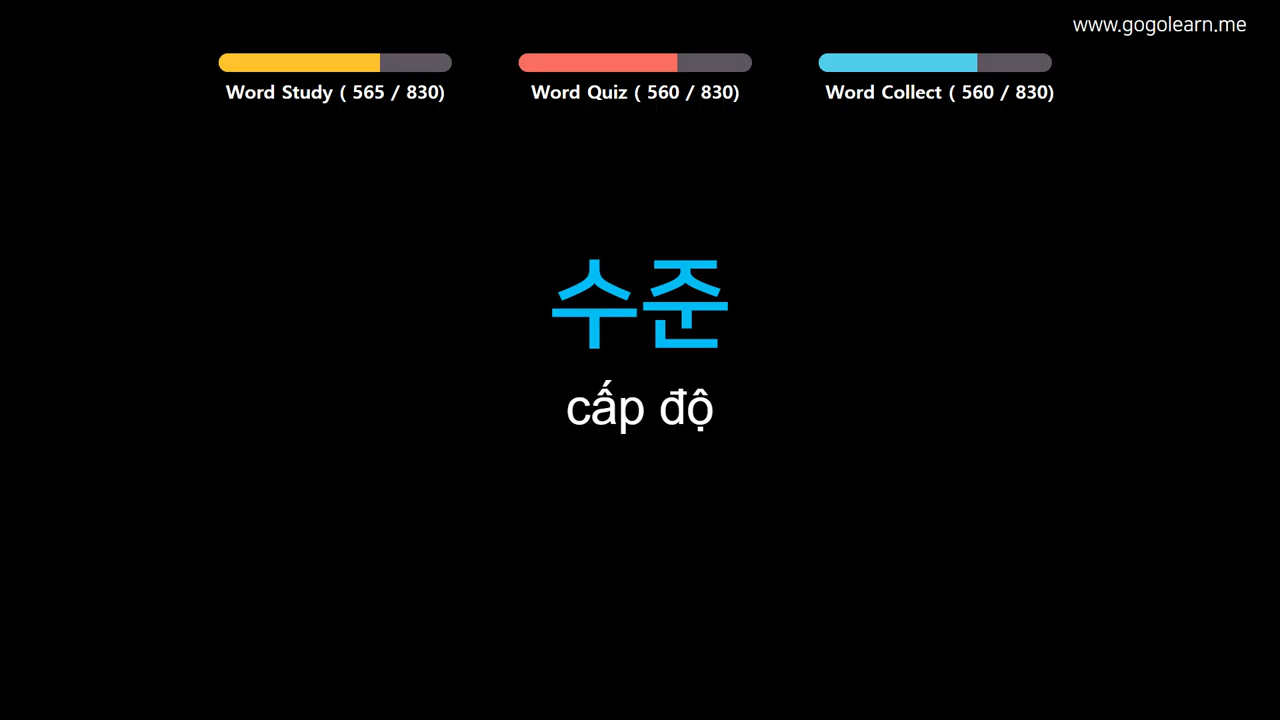 www.gogolearn.me
Word Study ( 565 / 830)
Word Quiz ( 560 / 830)
Word Collect ( 560 / 830)
수준
cấp độ